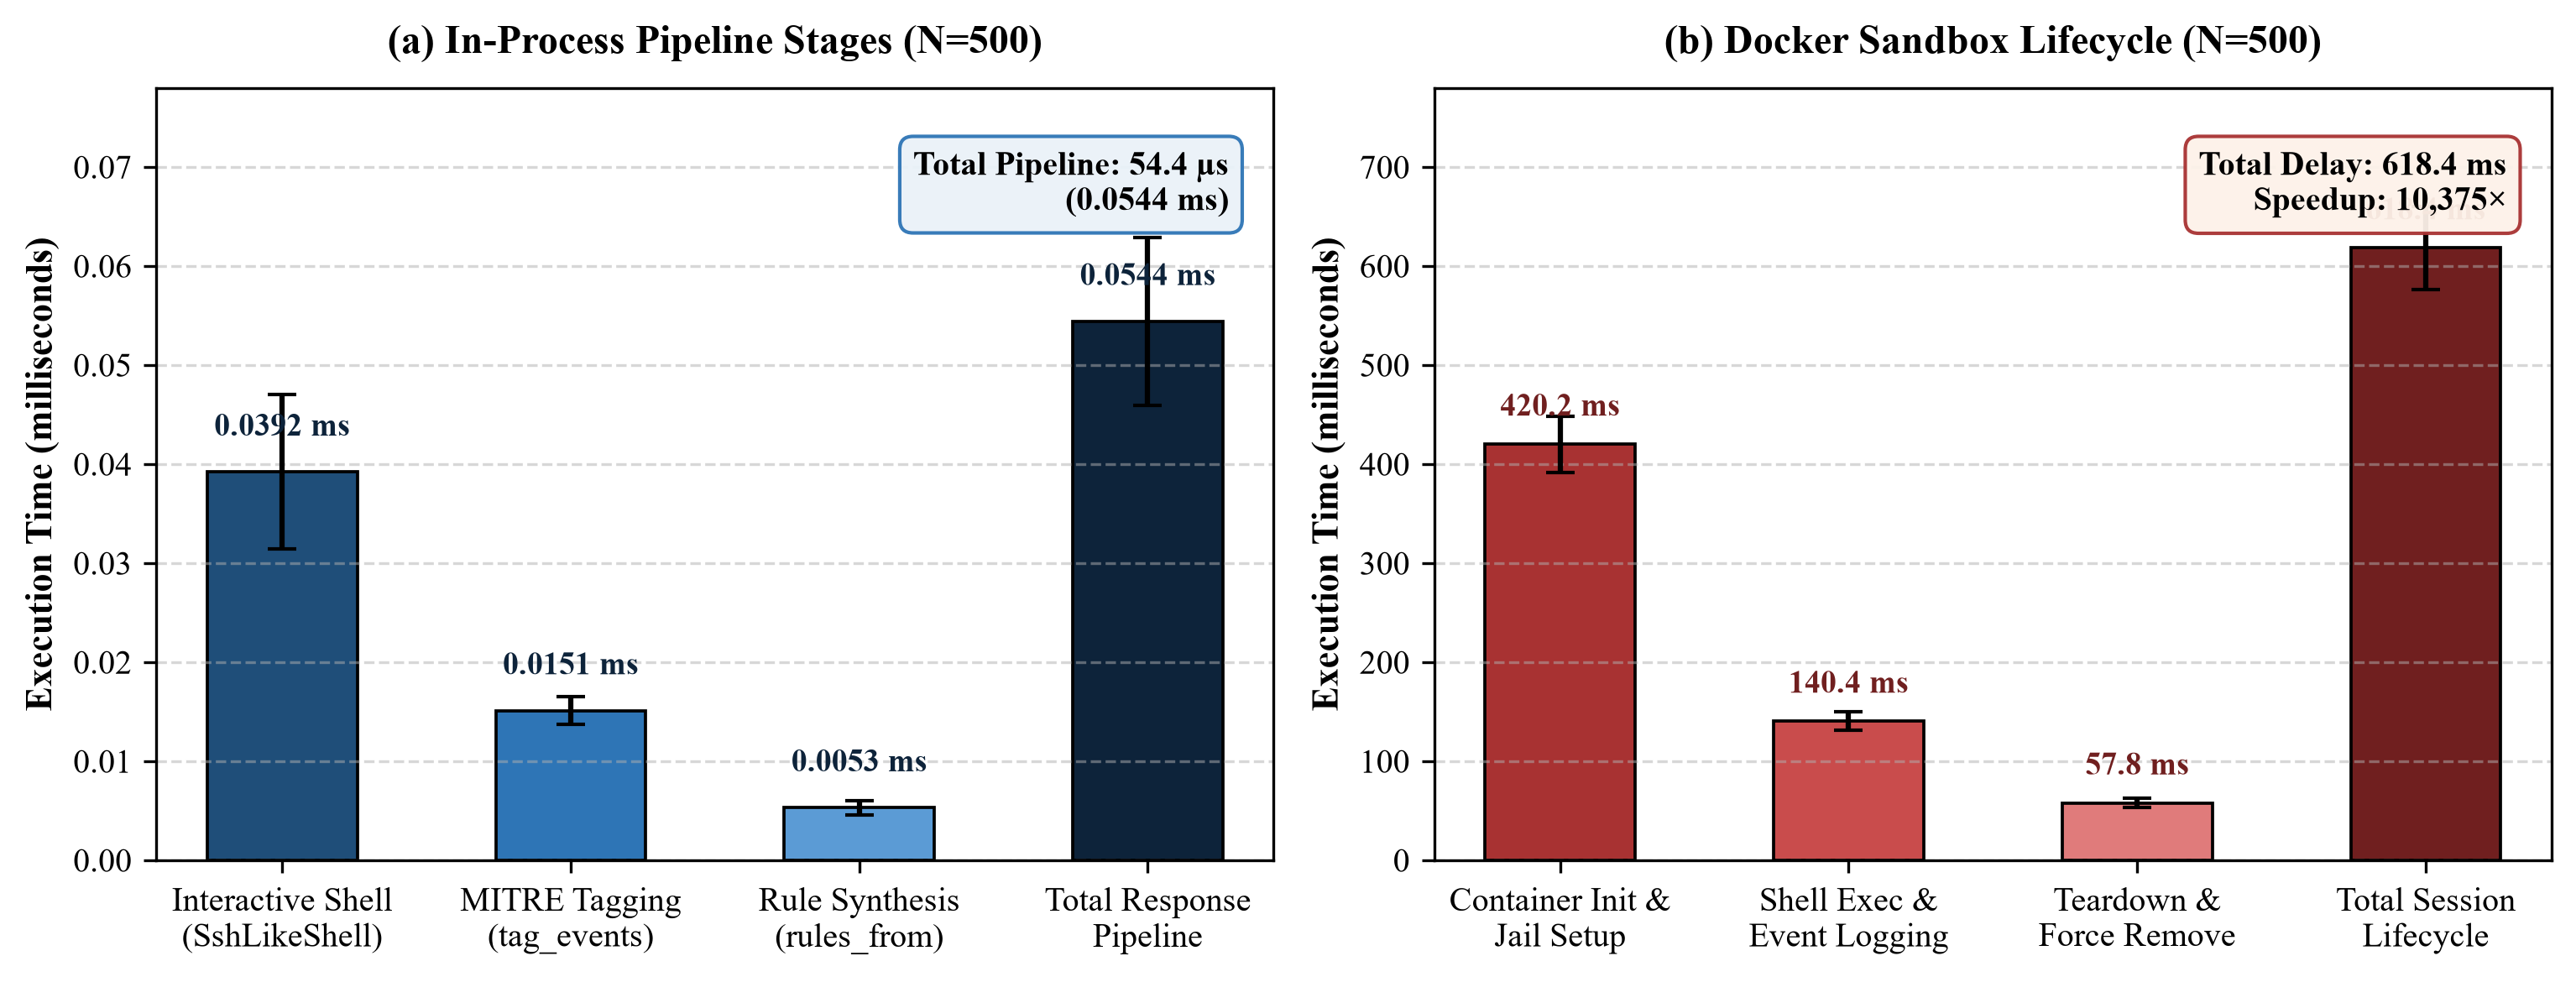 (a) In-Process Pipeline Stages (N=500)
Execution Time (milliseconds)
0.07
0.06
0.05
0.04
0.03
0.02
0.01
0.00
Total Pipeline: 54.4 µs
(0.0544 ms)
0.0392 ms
0.0151 ms
0.0053 ms
0.0544 ms
Interactive Shell
(SshLikeShell)
MITRE Tagging
(tag_events)
Rule Synthesis
(rules_from)
Total Response
Pipeline
(b) Docker Sandbox Lifecycle (N=500)
Execution Time (milliseconds)
700
600
500
400
300
200
100
0
Total Delay: 618.4 ms
Speedup: 10,375×
420.2 ms
140.4 ms
57.8 ms
Container Init &
Jail Setup
Shell Exec &
Event Logging
Teardown &
Force Remove
Total Session
Lifecycle